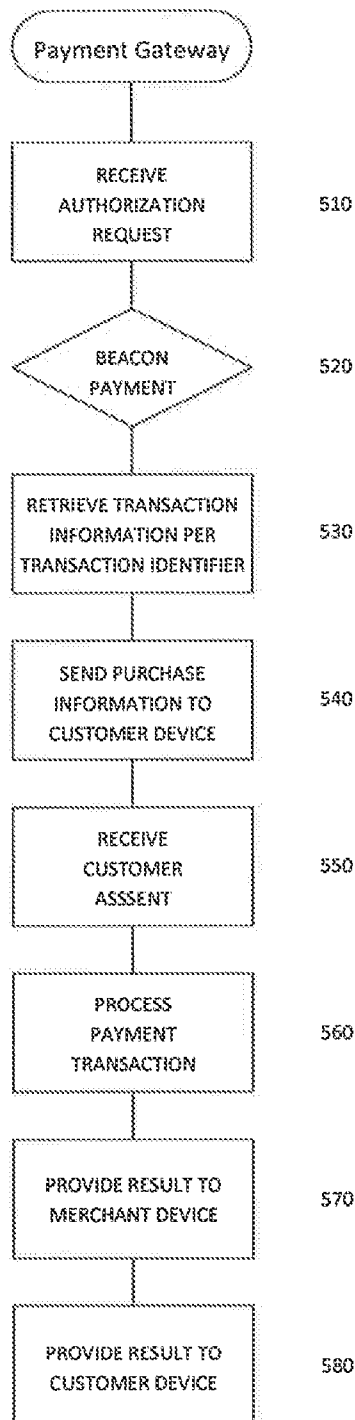 Payment Gateway
RECEIVE
AUTHORIZATION
REQUEST
510
BEACON
PAYMENT
520
RETRIEVE TRANSACTION
INFORMATION PER
TRANSACTION IDENTIFIER
530
SEND PURCHASE
INFORMATION TO
CUSTOMER DEVICE
540
RECEIVE
CUSTOMER
ASSSENT
550
PROCESS
PAYMENT
TRANSACTION
560
PROVIDE RESULT TO
MERCHANT DEVICE
570
PROVIDE RESULT TO
CUSTOMER DEVICE
580